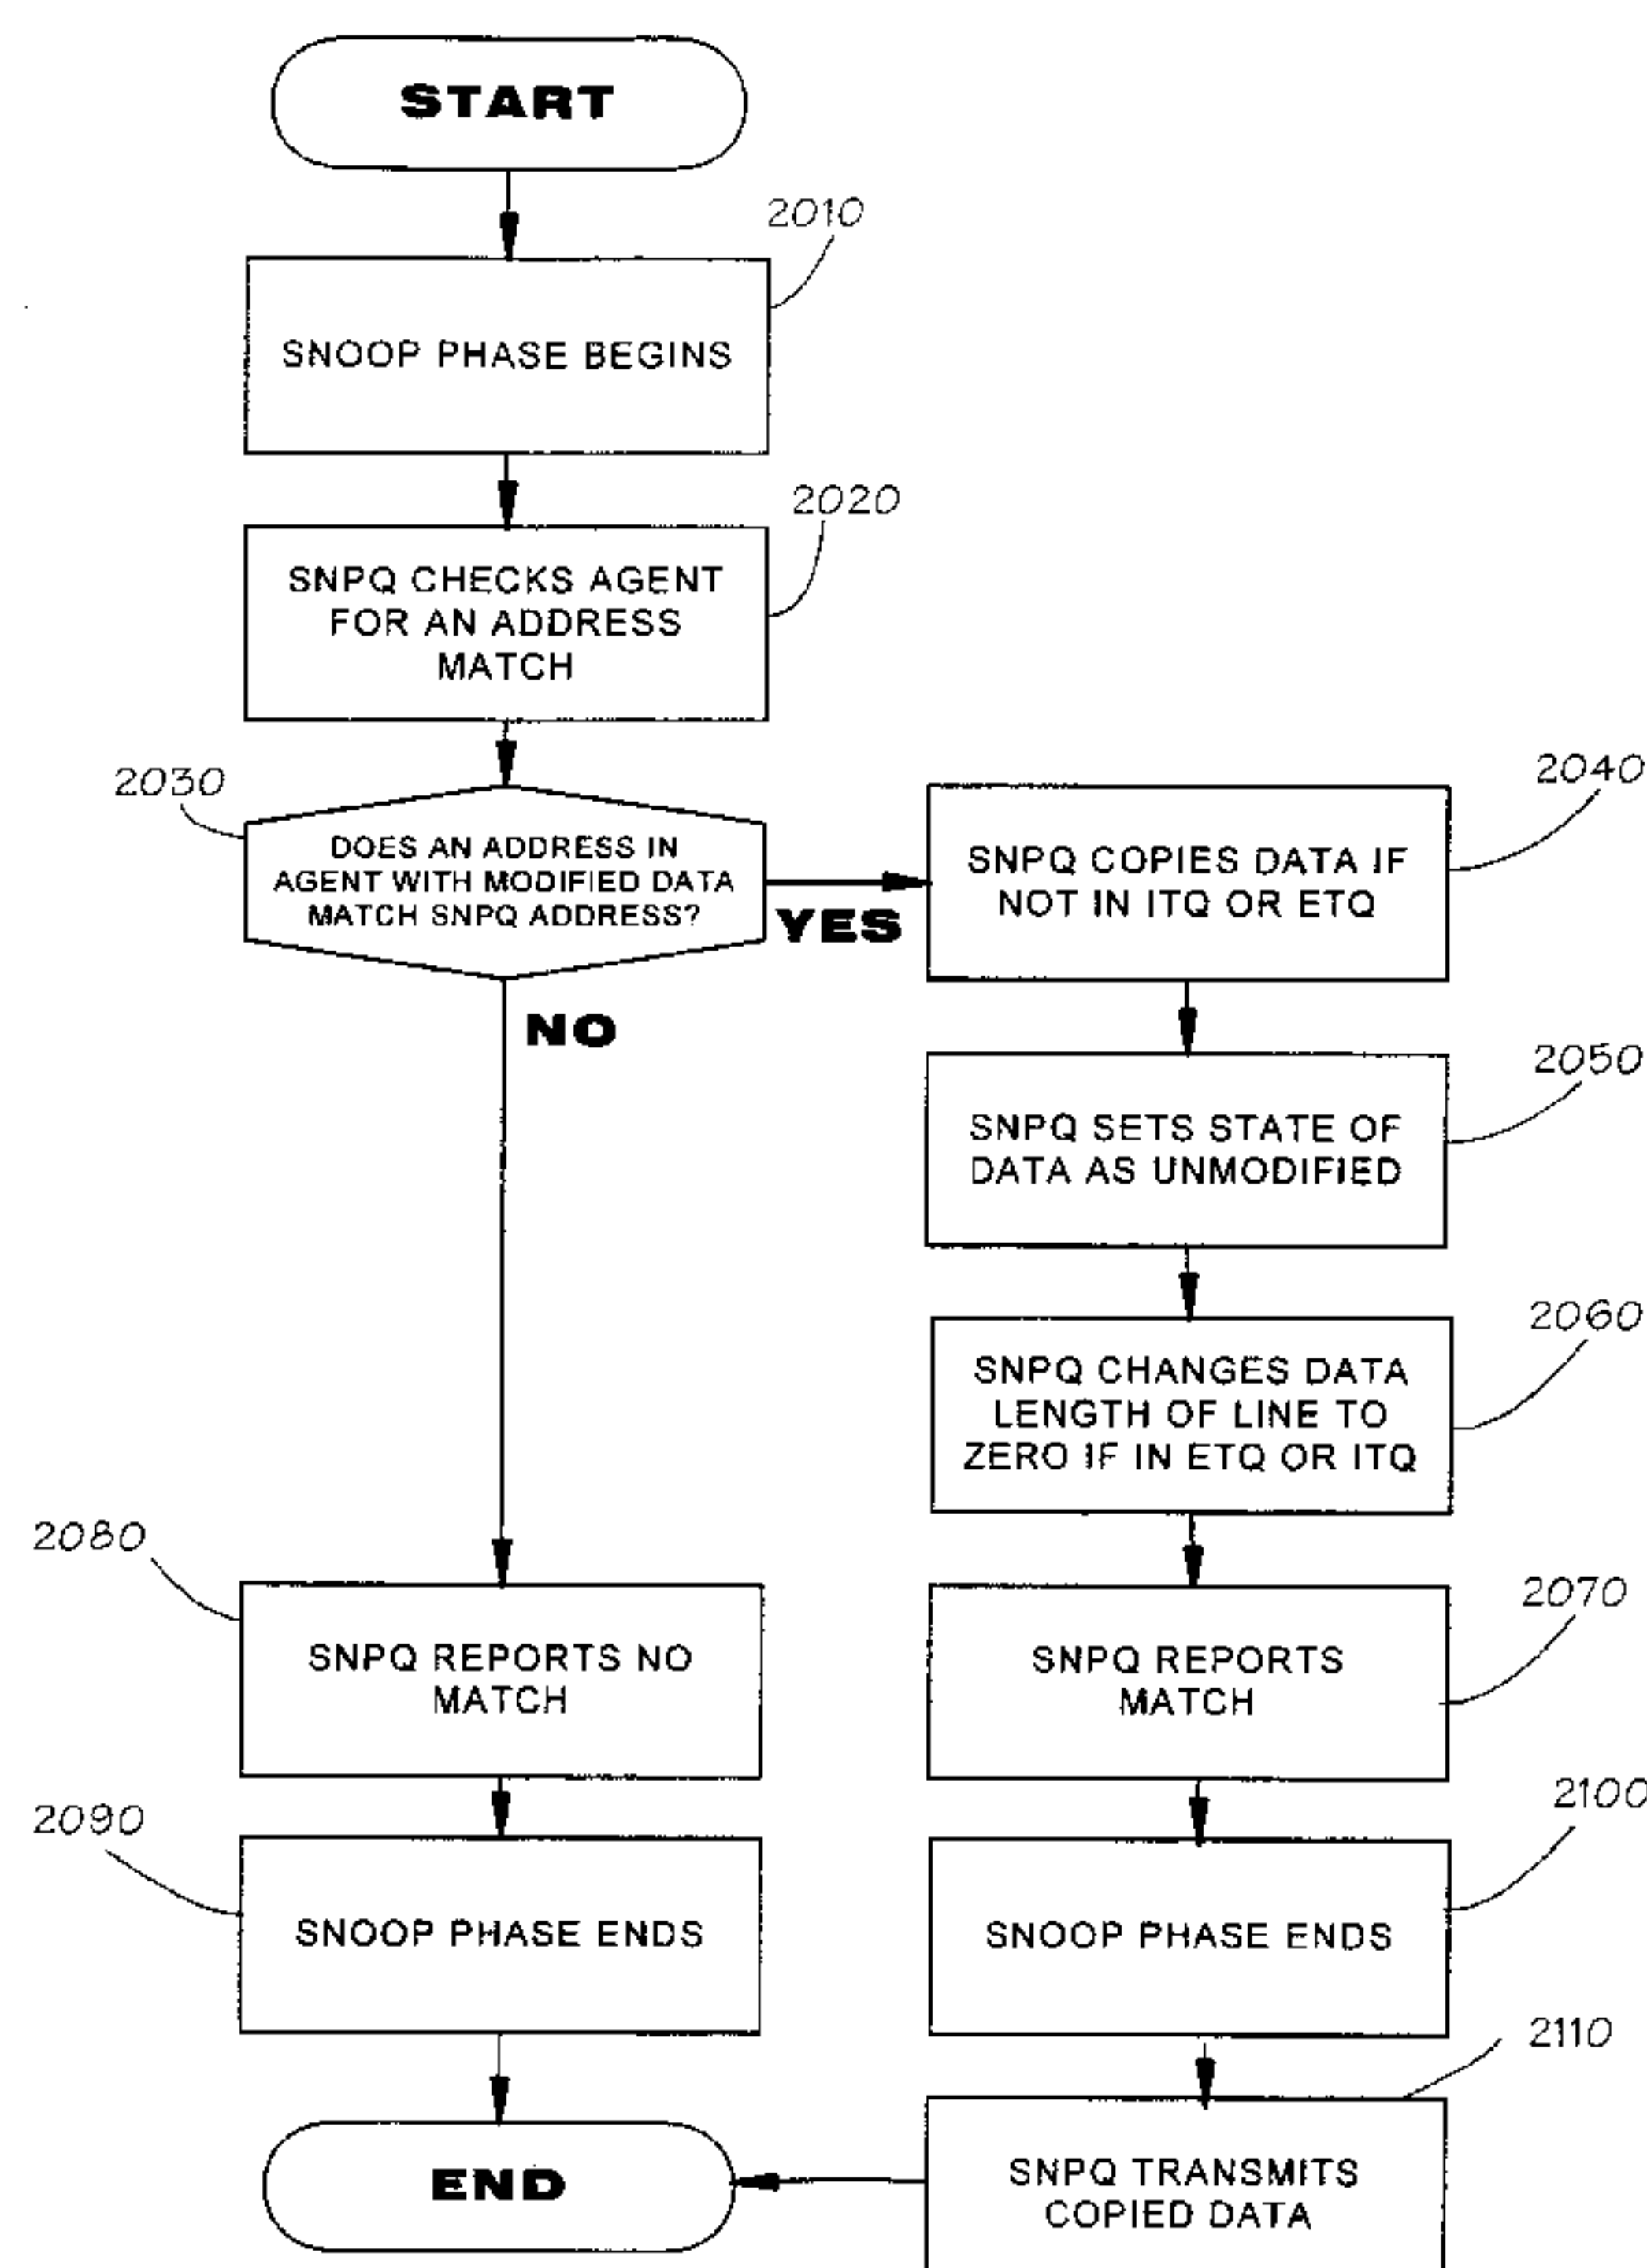 START
2010
SNOOP PHASE BEGINS
2020
SNPQ CHECKS AGENT
FOR AN ADDRESS
MATCH
2030
DOES AN ADDRESS IN
AGENT WITH MODIFIED DATA
MATCH SNPQ ADDRESS?
YES
NO
2040
SNPQ COPIES DATA IF
NOT IN ITQ OR ETQ
2050
SNPQ SETS STATE OF
DATA AS UNMODIFIED
2060
SNPQ CHANGES DATA
LENGTH OF LINE TO
ZERO IF IN ETQ OR ITQ
2080
SNPQ REPORTS NO
MATCH
2070
SNPQ REPORTS
MATCH
2090
SNOOP PHASE ENDS
2100
SNOOP PHASE ENDS
2110
SNPQ TRANSMITS
COPIED DATA
END